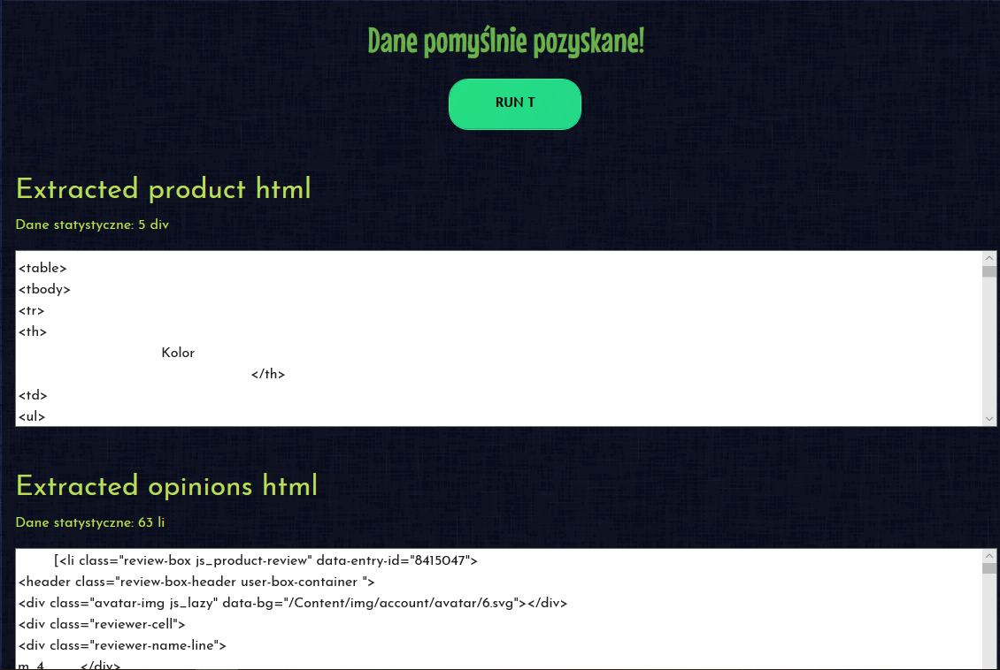 Dane pomyślnie pozyskane!
RUN T
Extracted product html
Dane statystyczne: 5 div
<table>
<tbody>
<tr>
<th>
Kolor
</th>
<td>
<ul>
Extracted opinions html
Dane statystyczne: 63 li
[<li class="review-box js_product-review" data-entry-id="8415047">
<header class="review-box-header user-box-container ">
<div class="avatar-img js_lazy" data-bg="/Content/img/account/avatar/6.svg"></div>
<div class="reviewer-cell">
<div class="reviewer-name-line">
m_4 </div>